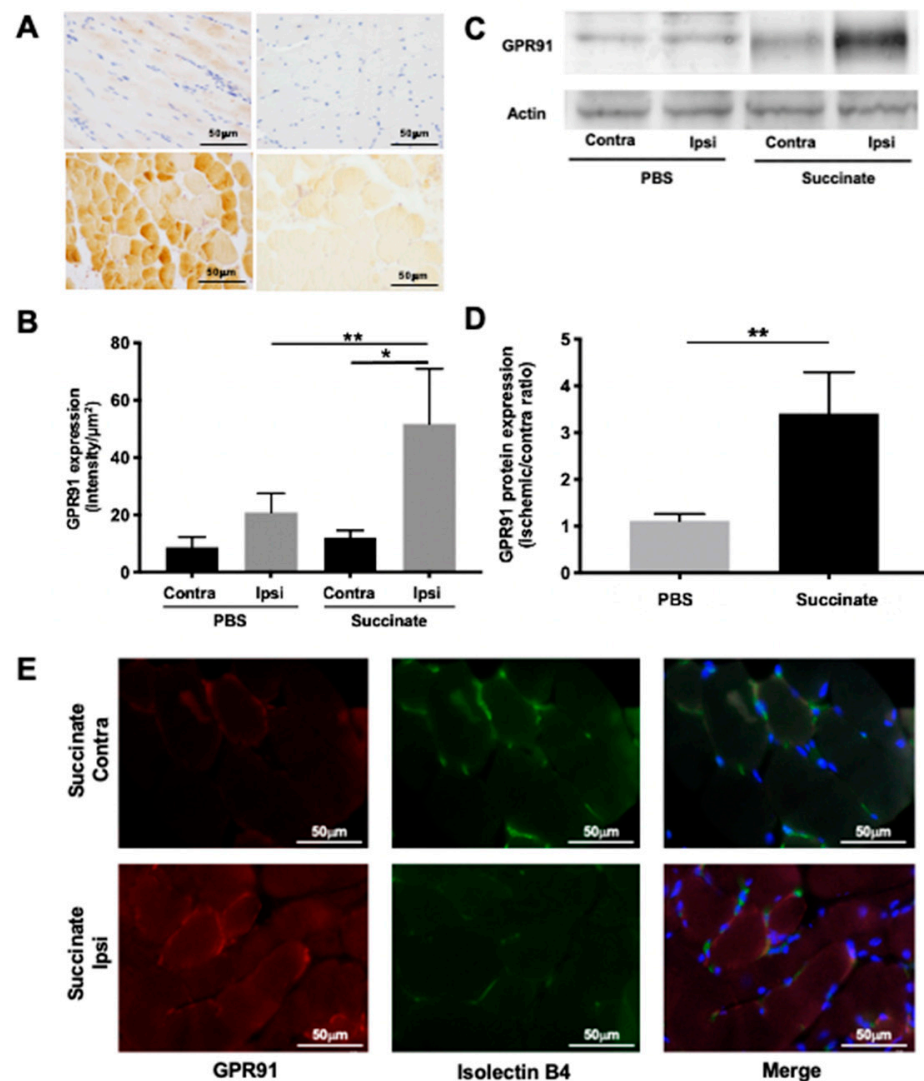 A
50μm
50μm
50μm
50μm
B
GPR91 expression
(Intensity/μm²)
80
60
40
20
0
**
*
Contra Ipsi Contra Ipsi
PBS Succinate
C
GPR91
Actin
Contra Ipsi Contra Ipsi
PBS Succinate
D
GPR91 protein expression
(Ischemic/contra ratio)
5
4
3
2
1
0
**
PBS Succinate
E
Succinate
Contra
50μm 50μm 50μm
Succinate
Ipsi
50μm 50μm 50μm
GPR91 Isolectin B4 Merge